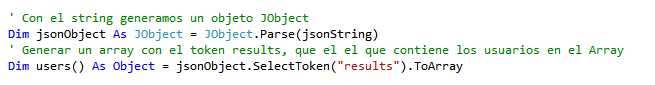 ' Con el string generamos un objeto JObject
Dim jsonObject As JObject = JObject.Parse(jsonString)
' Generar un array con el token results, que el el que contiene los usuarios en el Array
Dim users() As Object = jsonObject.SelectToken("results").ToArray